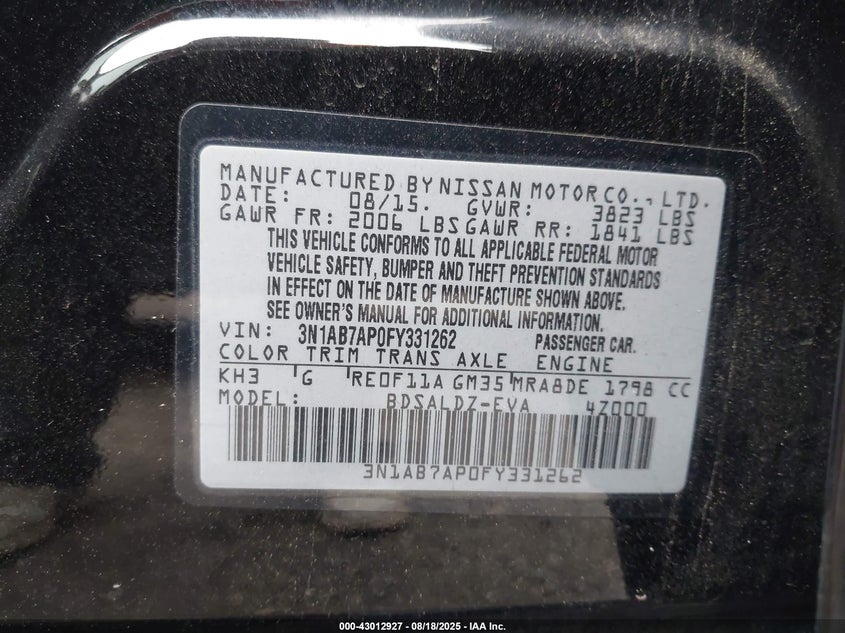 MANUFACTURED BY NISSAN MOTOR CO., LTD.
DATE: 08/15. GVWR: 3823 LBS
GAWR FR: 2006 LBS GAWR RR: 1841 LBS
THIS VEHICLE CONFORMS TO ALL APPLICABLE FEDERAL MOTOR
VEHICLE SAFETY, BUMPER AND THEFT PREVENTION STANDARDS
IN EFFECT ON THE DATE OF MANUFACTURE SHOWN ABOVE.
SEE OWNER'S MANUAL FOR ADDITIONAL INFORMATION.
VIN: 3N1AB7AP0FY331262 PASSENGER CAR.
COLOR TRIM TRANS AXLE ENGINE
KH3 G RE0F11A GM35 MRA8DE 1798 CC
MODEL: BDSALDZ-EVA 4Z000
3N1AB7AP0FY331262
000-43012927 - 08/18/2025 - IAA Inc.